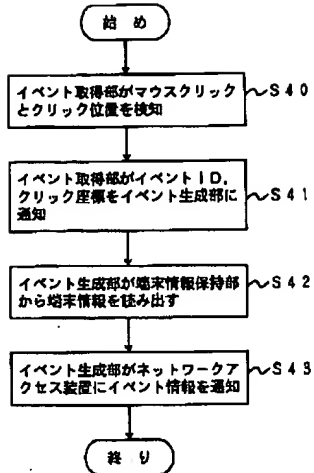 始め
イベント取得部がマウスクリック
とクリック位置を検知
S40
イベント取得部がイベントID,
クリック座標をイベント生成部に
通知
S41
イベント生成部が端末情報保持部
から端末情報を読み出す
S42
イベント生成部がネットワークア
クセス装置にイベント情報を通知
S43
終り